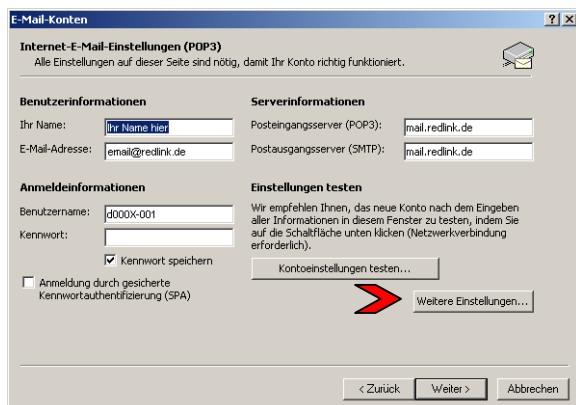 E-Mail-Konten
Internet-E-Mail-Einstellungen (POP3)
Alle Einstellungen auf dieser Seite sind nötig, damit Ihr Konto richtig funktioniert.
Benutzerinformationen
Ihr Name: Ihr Name hier
E-Mail-Adresse: email@redlink.de
Serverinformationen
Posteingangsserver (POP3): mail.redlink.de
Postausgangsserver (SMTP): mail.redlink.de
Anmeldeinformationen
Benutzername: d000X-001
Kennwort:
Kennwort speichern
Anmeldung durch gesicherte
Kennwortauthentifizierung (SPA)
Einstellungen testen
Wir empfehlen Ihnen, das neue Konto nach dem Eingeben
aller Informationen in diesem Fenster zu testen, indem Sie
auf die Schaltfläche unten klicken (Netzwerkverbindung
erforderlich).
Kontoeinstellungen testen...
Weitere Einstellungen...
< Zurück Weiter > Abbrechen